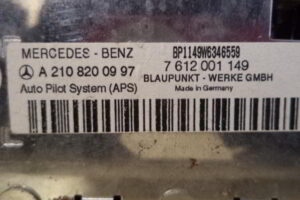 MERCEDES - BENZ BP1149W6346559
A 210 820 09 97 7 612 001 149
BLAUPUNKT - WERKE GMBH
Auto Pilot System (APS) Made in Germany